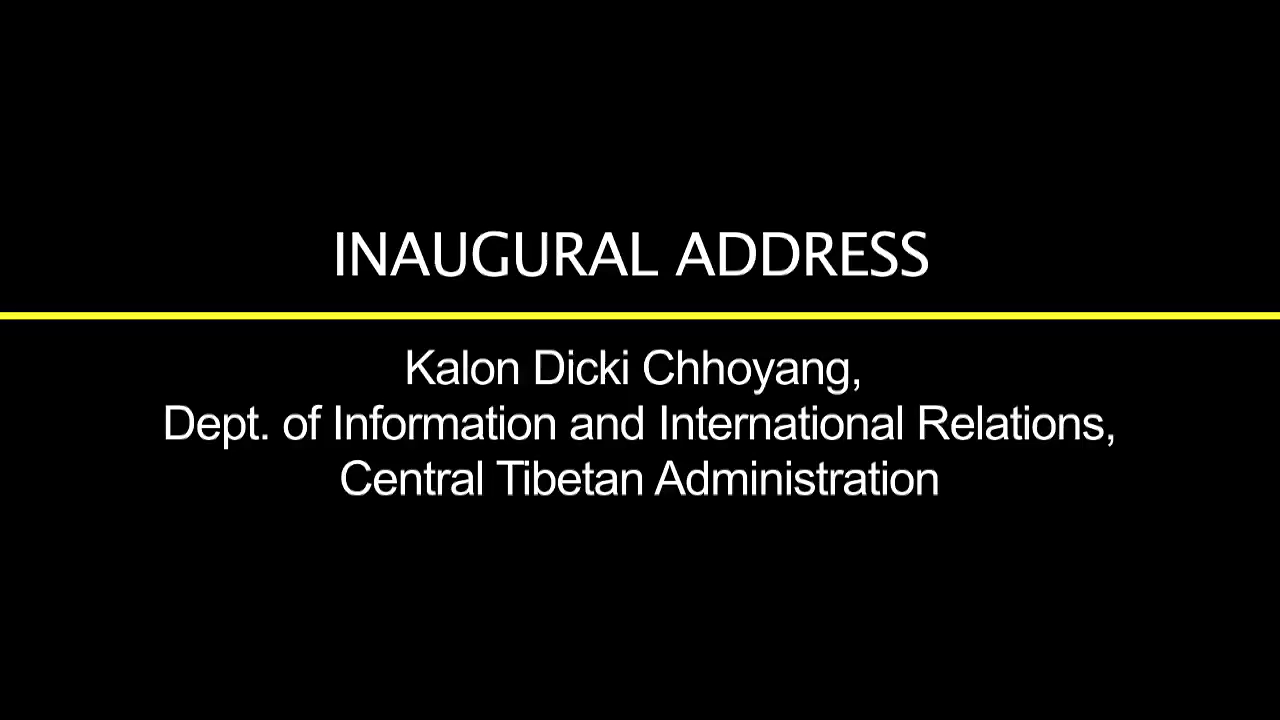 INAUGURAL ADDRESS
Kalon Dicki Chhoyang,
Dept. of Information and International Relations,
Central Tibetan Administration